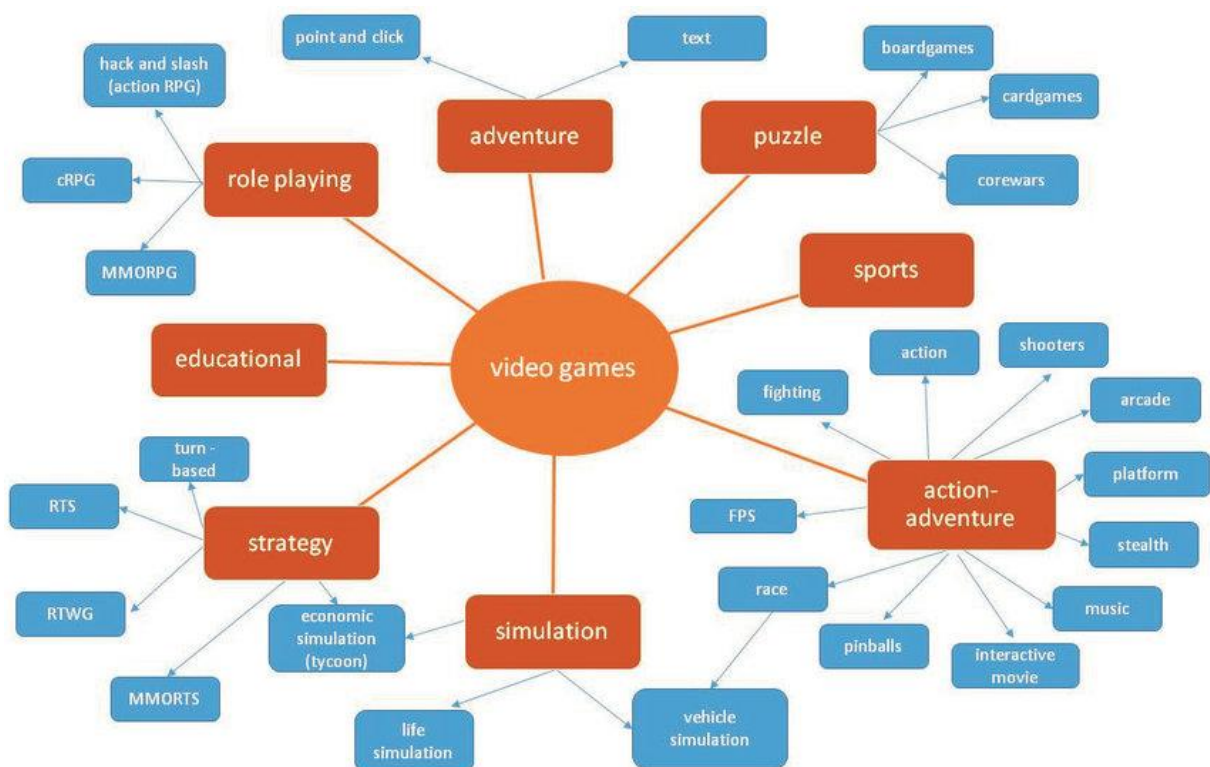 point and click
text
boardgames
hack and slash
(action RPG)
cardgames
adventure
puzzle
cRPG
role playing
corewars
MMORPG
sports
educational
video games
action
shooters
fighting
arcade
turn -
based
platform
RTS
action-
adventure
FPS
strategy
stealth
race
music
RTWG
economic
simulation
(tycoon)
simulation
pinballs
interactive
movie
MMORTS
life
simulation
vehicle
simulation